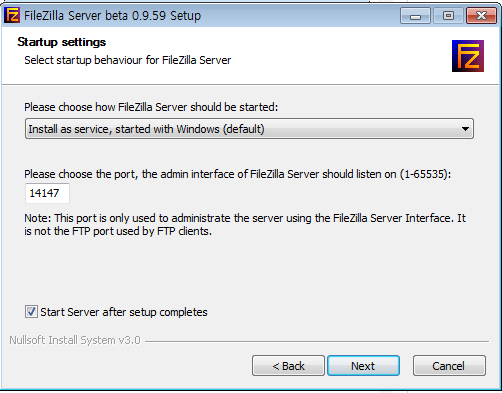 FileZilla Server beta 0.9.59 Setup
Startup settings
Select startup behaviour for FileZilla Server
FZ
Please choose how FileZilla Server should be started:
Install as service, started with Windows (default)
Please choose the port, the admin interface of FileZilla Server should listen on (1-65535):
14147
Note: This port is only used to administrate the server using the FileZilla Server Interface. It
is not the FTP port used by FTP clients.
Start Server after setup completes
Nullsoft Install System v3.0
< Back
Next
Cancel